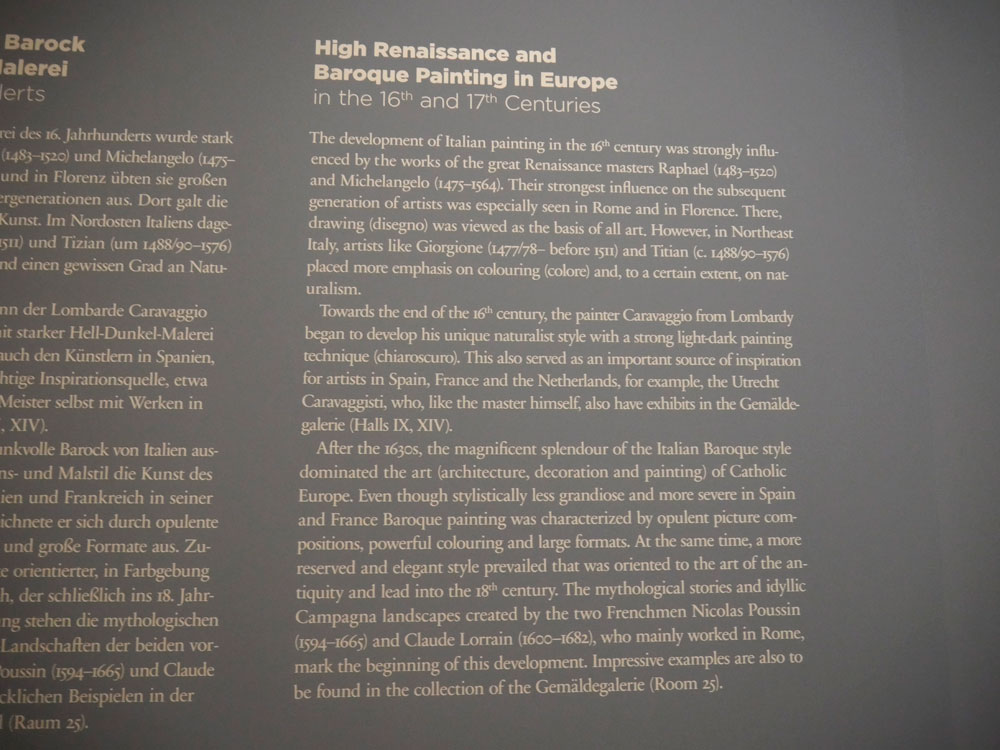 Barock
alerei
erts
rei des 16. Jahrhunderts wurde stark
(1483–1520) und Michelangelo (1475–
und in Florenz übten sie großen
ergenerationen aus. Dort galt die
Kunst. Im Nordosten Italiens dage-
1511) und Tizian (um 1488/90–1576)
nd einen gewissen Grad an Natu-
nn der Lombarde Caravaggio
it starker Hell-Dunkel-Malerei
auch den Künstlern in Spanien,
htige Inspirationsquelle, etwa
Meister selbst mit Werken in
, XIV).
unkvolle Barock von Italien aus-
ns- und Malstil die Kunst des
ien und Frankreich in seiner
ichnete er sich durch opulente
und große Formate aus. Zu-
e orientierter, in Farbgebung
h, der schließlich ins 18. Jahr-
ng stehen die mythologischen
Landschaften der beiden vor-
Poussin (1594–1665) und Claude
cklichen Beispielen in der
l (Raum 25).
High Renaissance and
Baroque Painting in Europe
in the 16th and 17th Centuries
The development of Italian painting in the 16th century was strongly influ-
enced by the works of the great Renaissance masters Raphael (1483–1520)
and Michelangelo (1475–1564). Their strongest influence on the subsequent
generation of artists was especially seen in Rome and in Florence. There,
drawing (disegno) was viewed as the basis of all art. However, in Northeast
Italy, artists like Giorgione (1477/78– before 1511) and Titian (c. 1488/90–1576)
placed more emphasis on colouring (colore) and, to a certain extent, on nat-
uralism.
Towards the end of the 16th century, the painter Caravaggio from Lombardy
began to develop his unique naturalist style with a strong light-dark painting
technique (chiaroscuro). This also served as an important source of inspiration
for artists in Spain, France and the Netherlands, for example, the Utrecht
Caravaggisti, who, like the master himself, also have exhibits in the Gemälde-
galerie (Halls IX, XIV).
After the 1630s, the magnificent splendour of the Italian Baroque style
dominated the art (architecture, decoration and painting) of Catholic
Europe. Even though stylistically less grandiose and more severe in Spain
and France Baroque painting was characterized by opulent picture com-
positions, powerful colouring and large formats. At the same time, a more
reserved and elegant style prevailed that was oriented to the art of the an-
tiquity and lead into the 18th century. The mythological stories and idyllic
Campagna landscapes created by the two Frenchmen Nicolas Poussin
(1594–1665) and Claude Lorrain (1600–1682), who mainly worked in Rome,
mark the beginning of this development. Impressive examples are also to
be found in the collection of the Gemäldegalerie (Room 25).